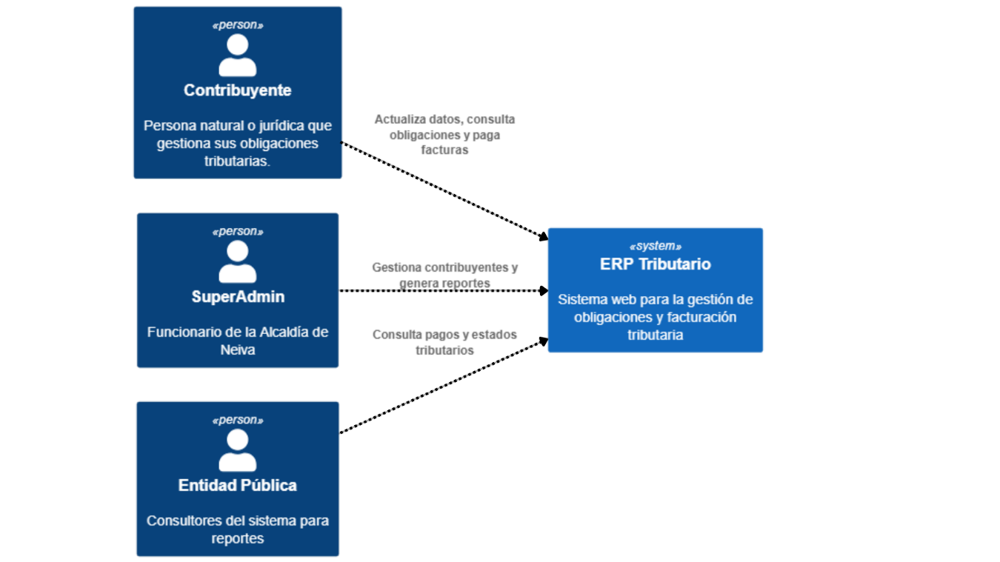 «person»
Contribuyente
Persona natural o jurídica que
gestiona sus obligaciones
tributarias.
Actualiza datos, consulta
obligaciones y paga
facturas
«person»
SuperAdmin
Funcionario de la Alcaldía de
Neiva
Gestiona contribuyentes y
genera reportes
«system»
ERP Tributario
Sistema web para la gestión de
obligaciones y facturación
tributaria
Consulta pagos y estados
tributarios
«person»
Entidad Pública
Consultores del sistema para
reportes